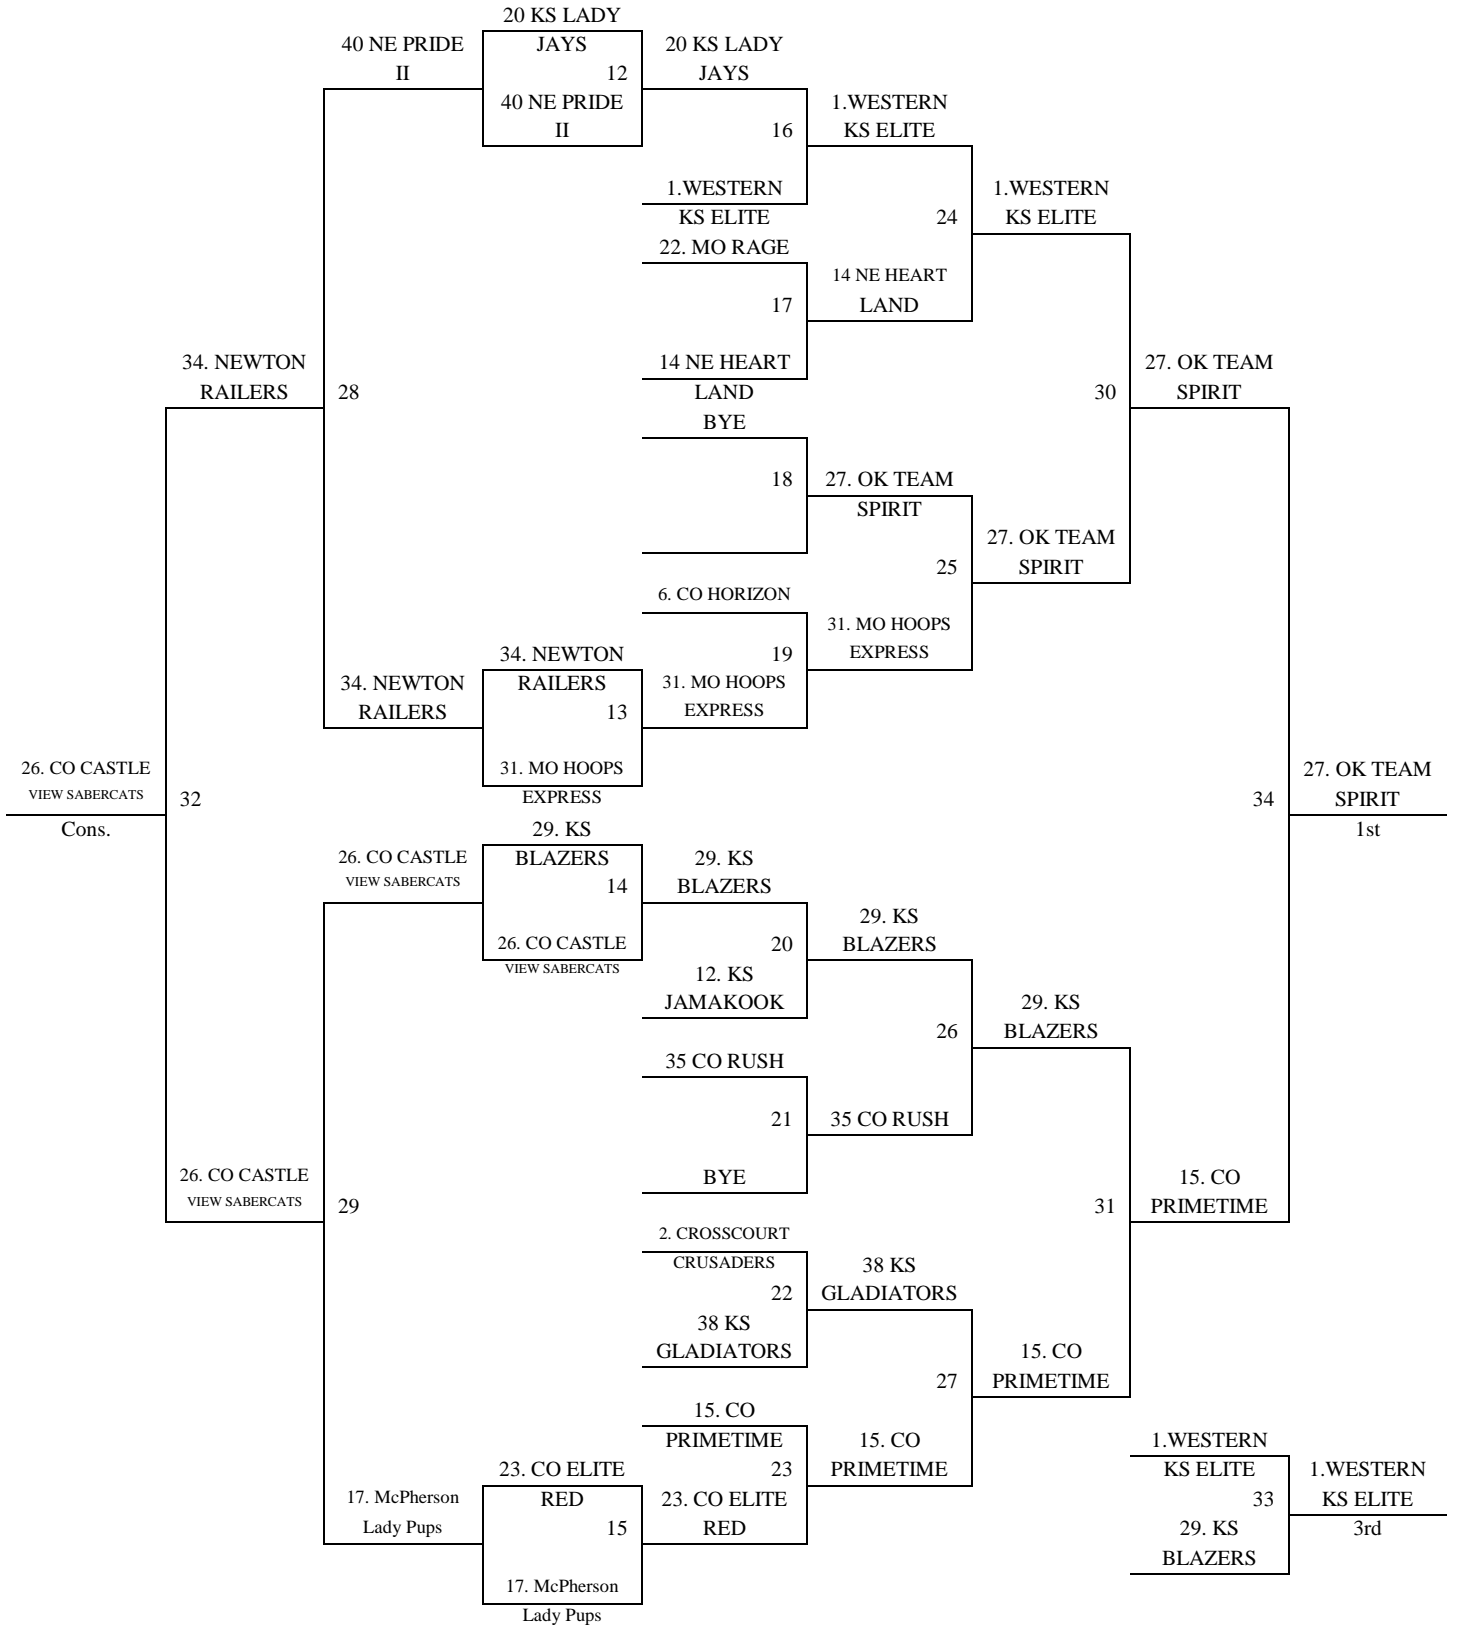 20 KS LADY
JAYS
12
40 NE PRIDE
II
40 NE PRIDE
II
20 KS LADY
JAYS
16
1.WESTERN
KS ELITE
1.WESTERN
KS ELITE
24
1.WESTERN
KS ELITE
22. MO RAGE
17
14 NE HEART
LAND
14 NE HEART
LAND
34. NEWTON
RAILERS
28
30
27. OK TEAM
SPIRIT
BYE
18
27. OK TEAM
SPIRIT
25
27. OK TEAM
SPIRIT
6. CO HORIZON
19
31. MO HOOPS
EXPRESS
34. NEWTON
RAILERS
34. NEWTON
RAILERS
13
31. MO HOOPS
EXPRESS
31. MO HOOPS
EXPRESS
26. CO CASTLE
VIEW SABERCATS
Cons.
32
34
27. OK TEAM
SPIRIT
1st
29. KS
BLAZERS
14
26. CO CASTLE
VIEW SABERCATS
26. CO CASTLE
VIEW SABERCATS
29. KS
BLAZERS
20
12. KS
JAMAKOOK
29. KS
BLAZERS
26
29. KS
BLAZERS
35 CO RUSH
21
35 CO RUSH
BYE
26. CO CASTLE
VIEW SABERCATS
29
31
15. CO
PRIMETIME
2. CROSSCOURT
CRUSADERS
22
38 KS
GLADIATORS
38 KS
GLADIATORS
27
15. CO
PRIMETIME
15. CO
PRIMETIME
23
15. CO
PRIMETIME
23. CO ELITE
RED
23. CO ELITE
RED
15
17. McPherson
Lady Pups
17. McPherson
Lady Pups
1.WESTERN
KS ELITE
33
29. KS
BLAZERS
1.WESTERN
KS ELITE
3rd